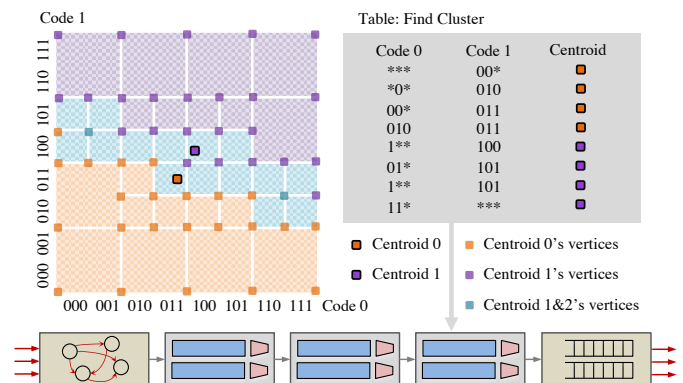 Code 1
Table: Find Cluster
Code 0 Code 1 Centroid
*** 00*
*0* 010
00* 011
010 011
1** 100
01* 101
1** 101
11* ***
000 001 010 011 100 101 110 111
Centroid 0
Centroid 0's vertices
Centroid 1
Centroid 1's vertices
Centroid 1&2's vertices
000 001 010 011 100 101 110 111 Code 0